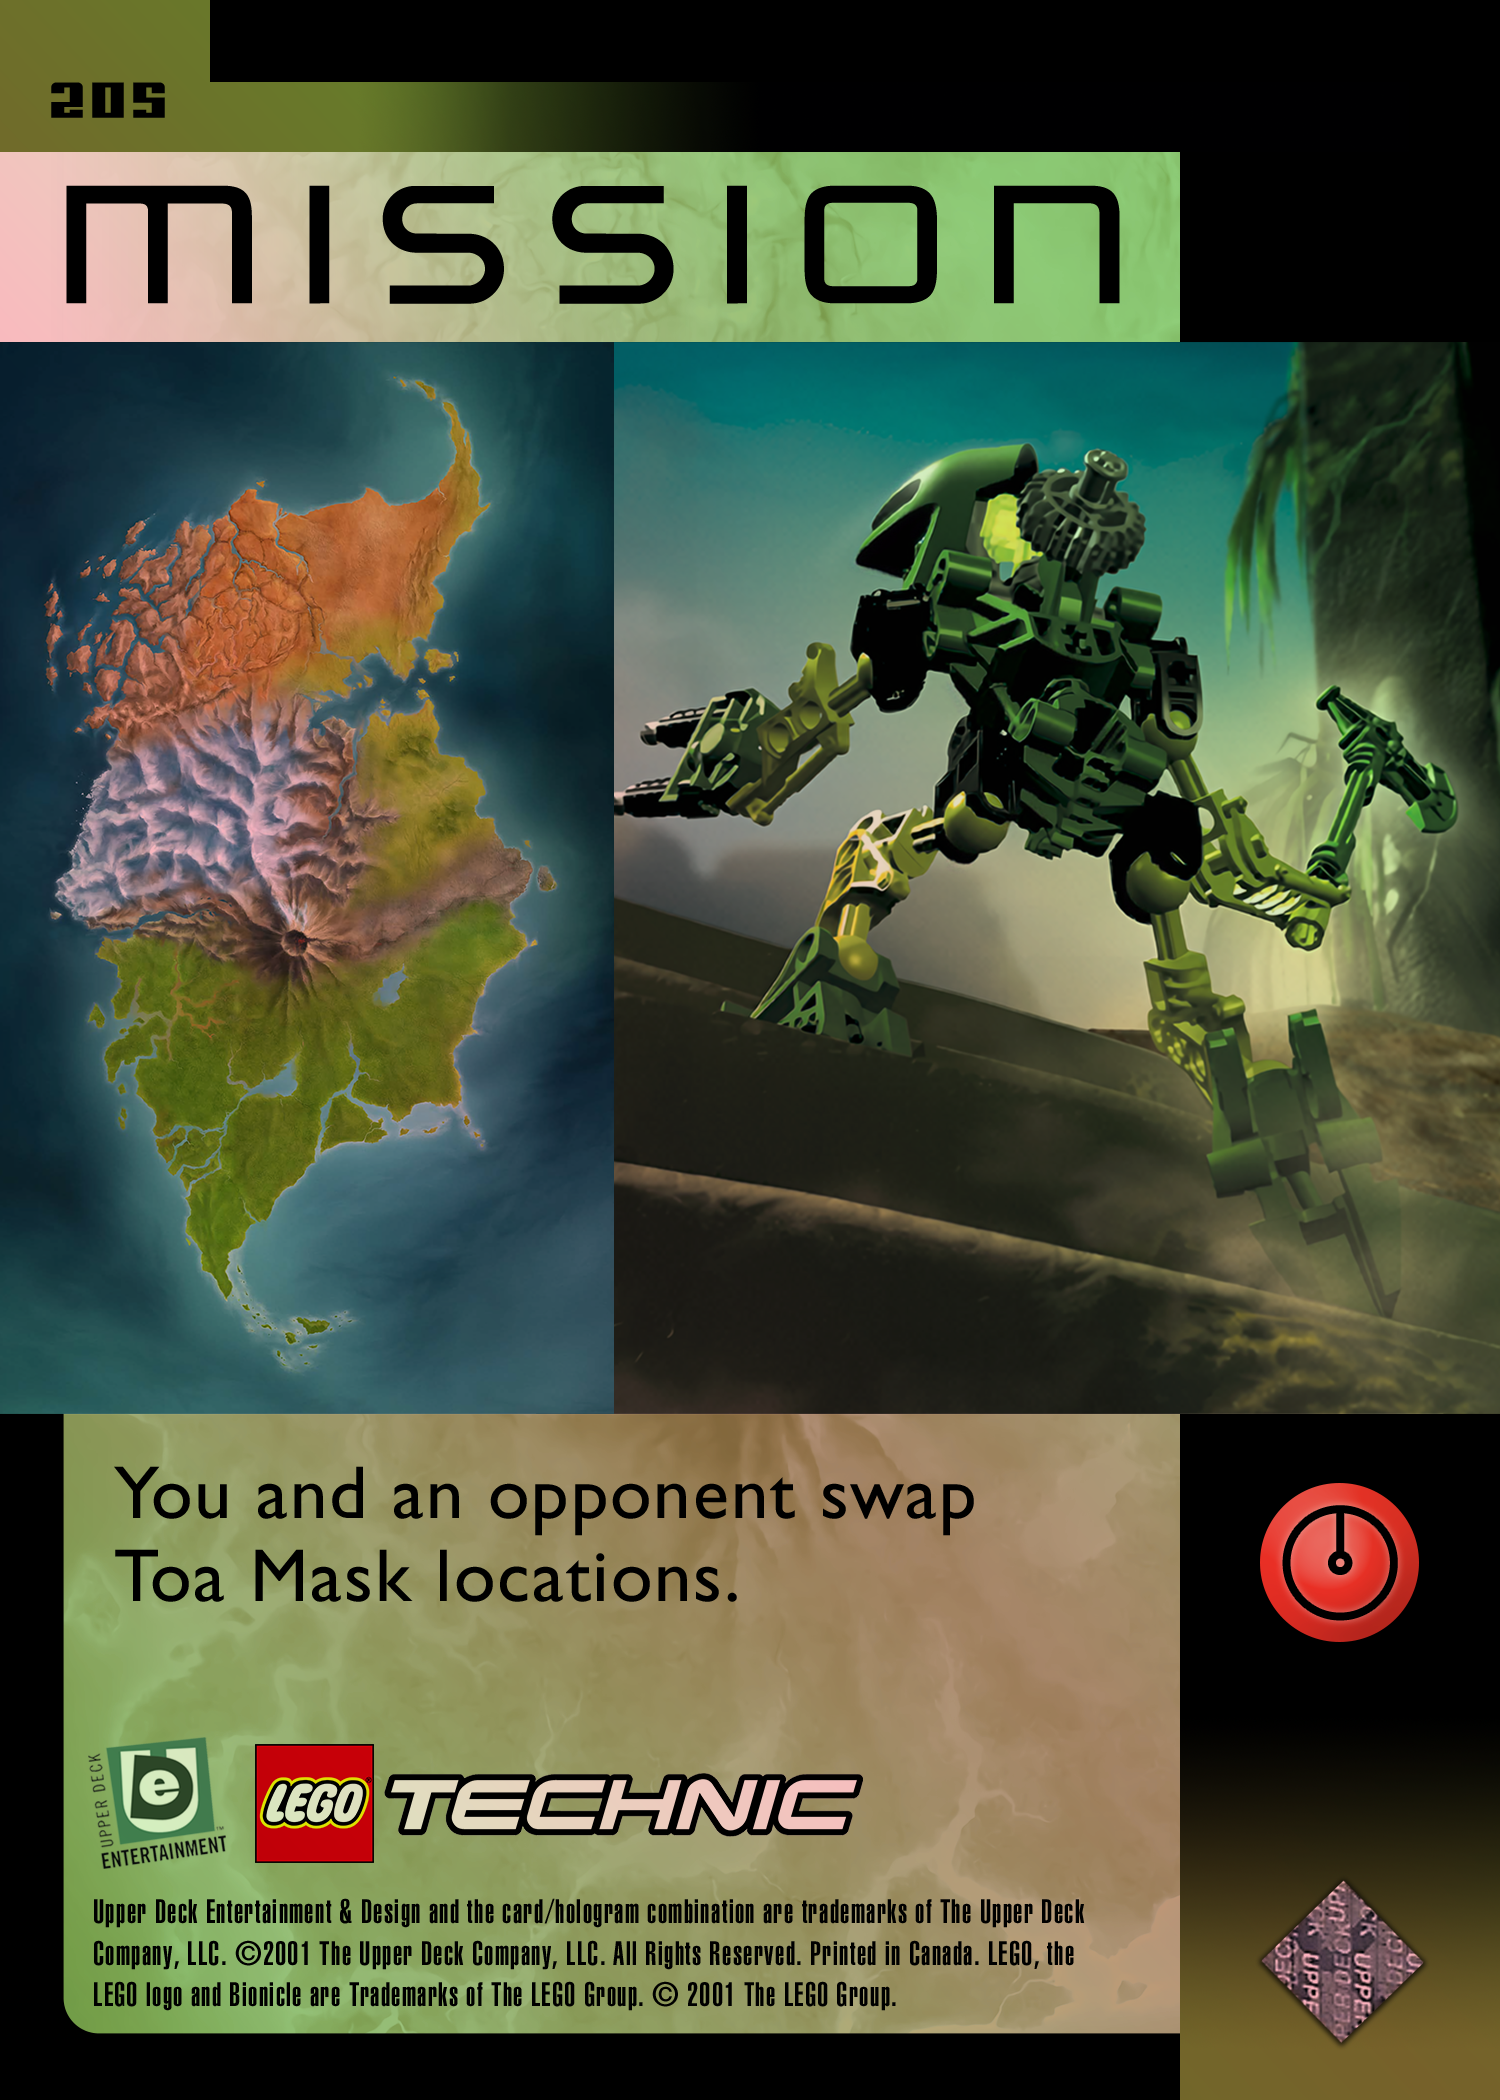 205
MISSION
You and an opponent swap
Toa Mask locations.
UPPER DECK
ENTERTAINMENT
LEGO TECHNIC
Upper Deck Entertainment & Design and the card/hologram combination are trademarks of The Upper Deck
Company, LLC. ©2001 The Upper Deck Company, LLC. All Rights Reserved. Printed in Canada. LEGO, the
LEGO logo and Bionicle are Trademarks of The LEGO Group. © 2001 The LEGO Group.